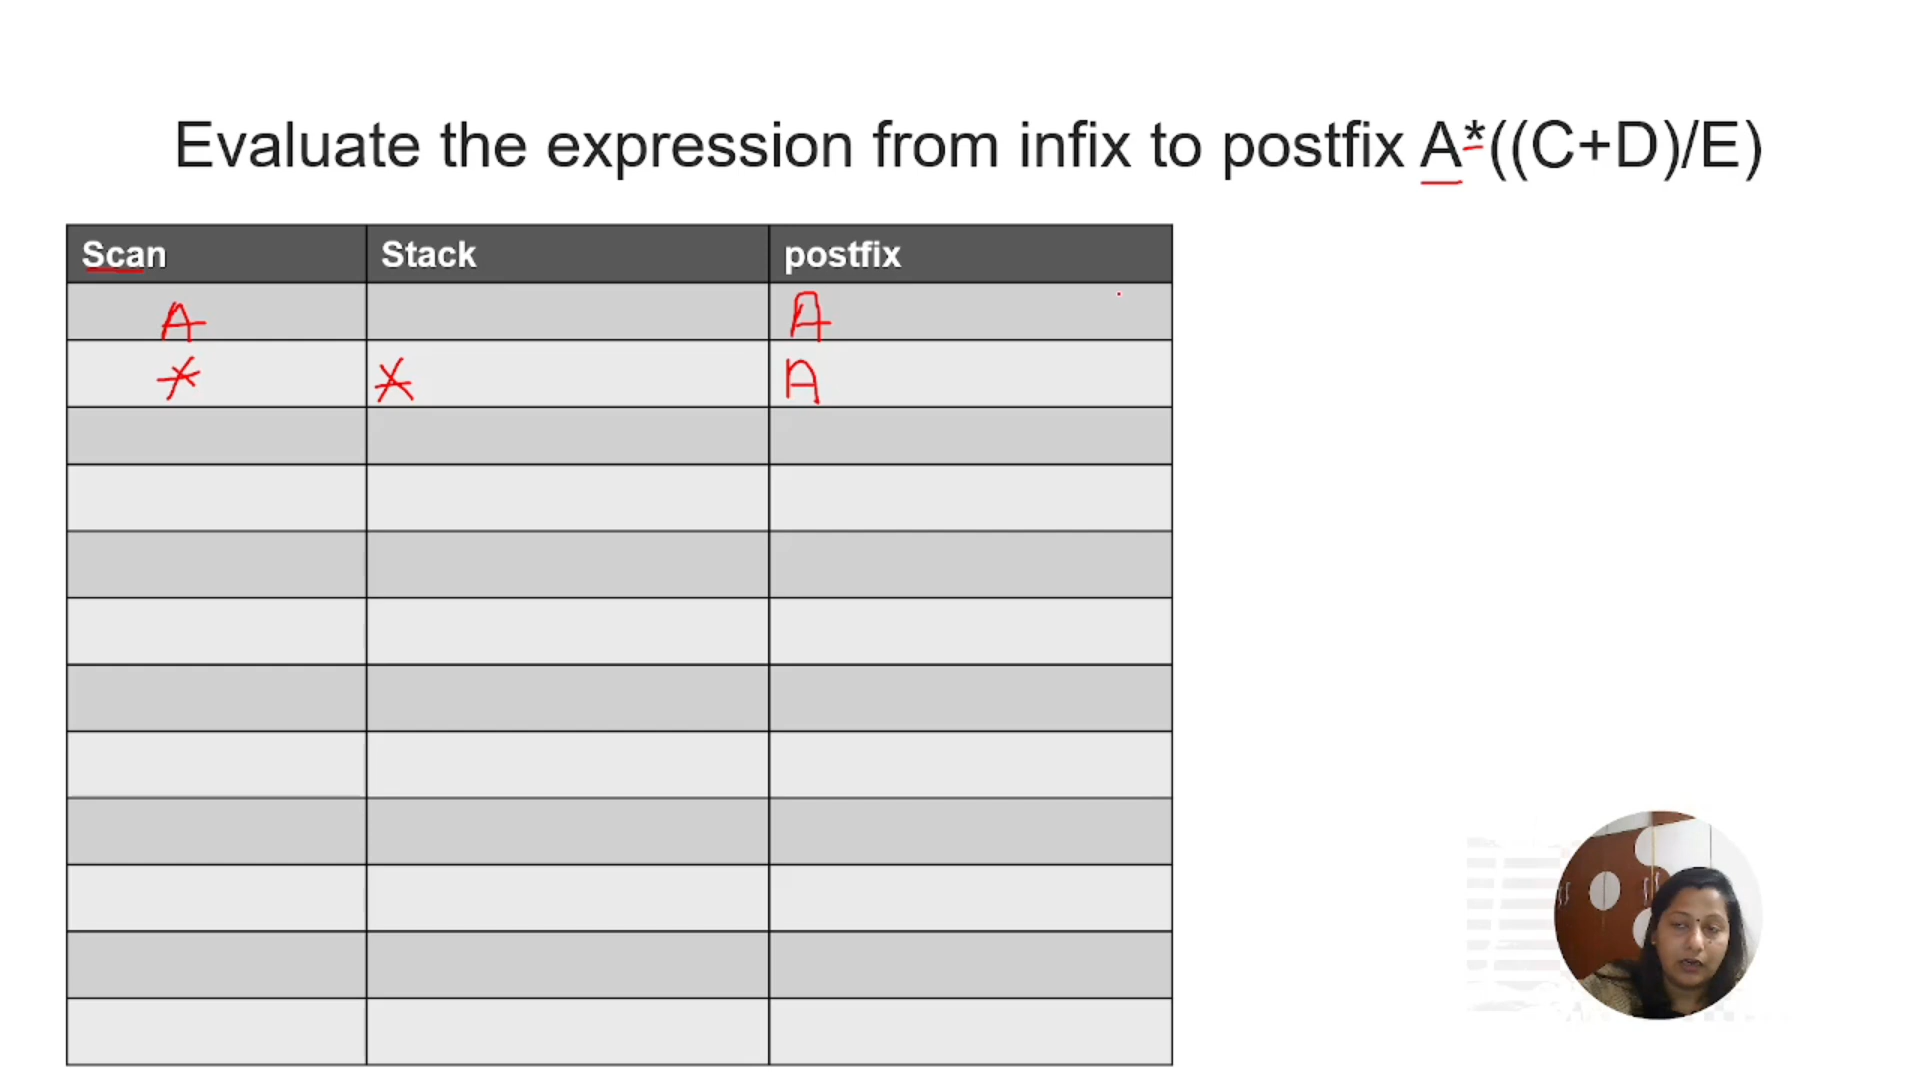 Evaluate the expression from infix to postfix A*((C+D)/E)
Scan Stack postfix
A A
* * A